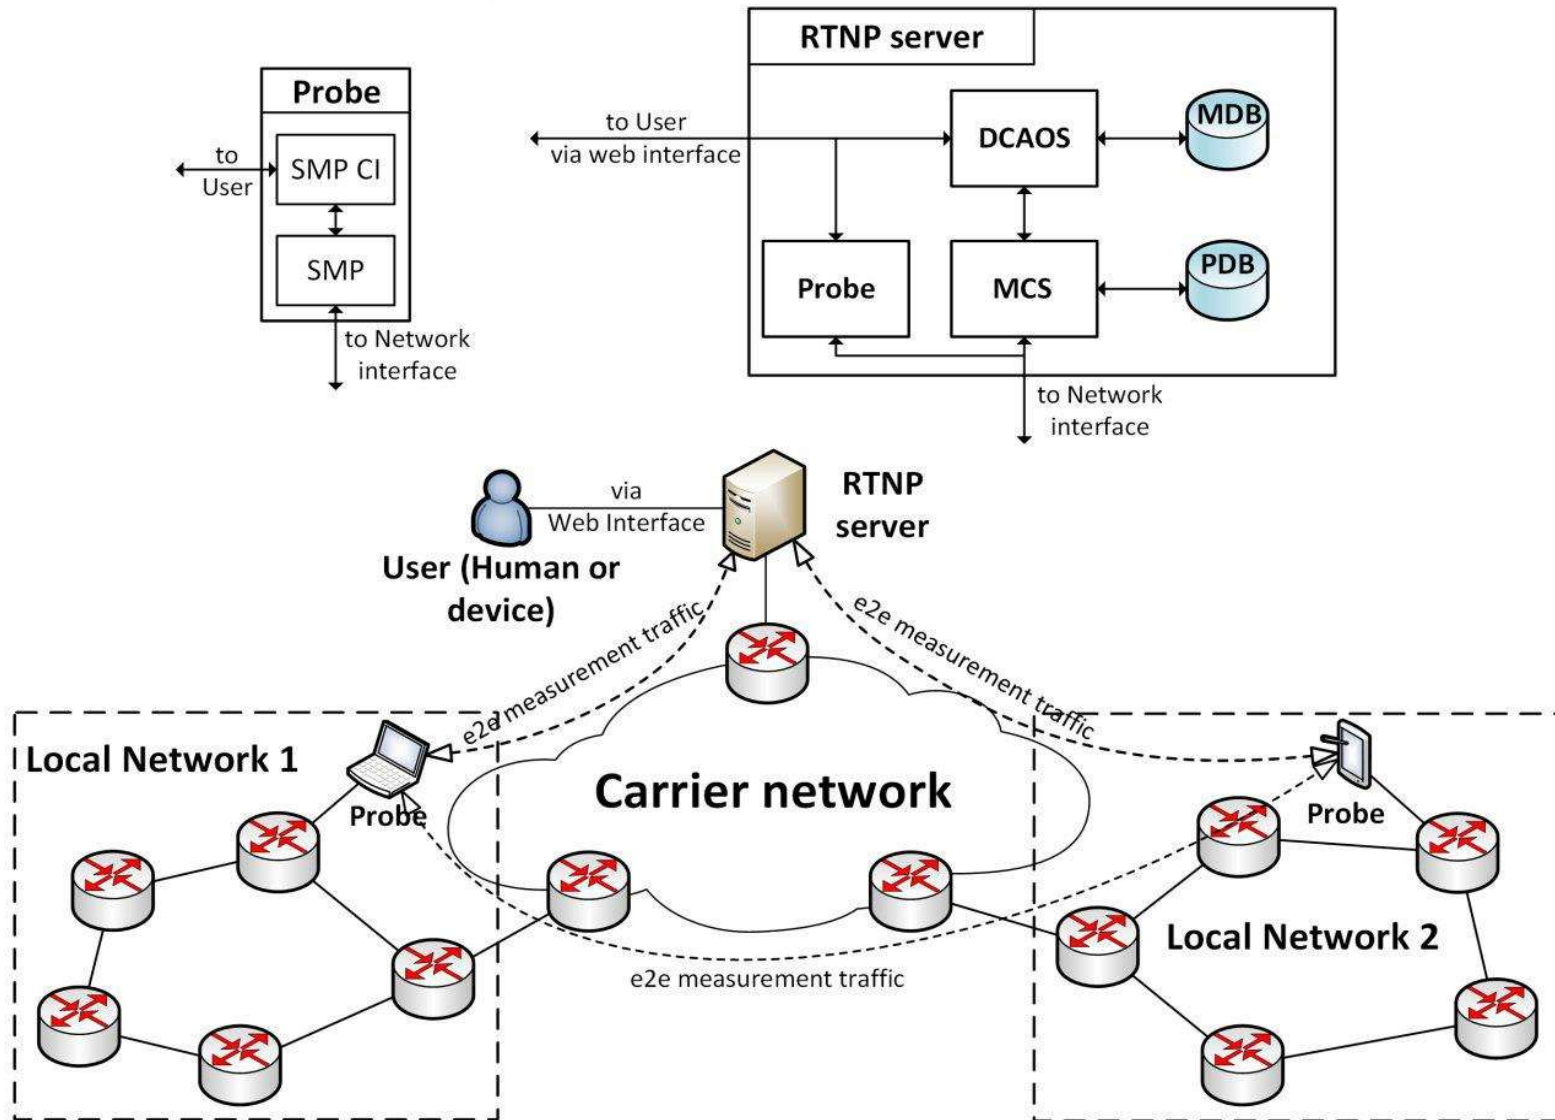 RTNP server
Probe
to
User
SMP CI
SMP
to Network
interface
to User
via web interface
DCAOS
MDB
Probe
MCS
PDB
to Network
interface
via
Web Interface
RTNP
server
User (Human or
device)
e2e measurement traffic
e2e measurement traffic
Local Network 1
Probe
Carrier network
Probe
Local Network 2
e2e measurement traffic